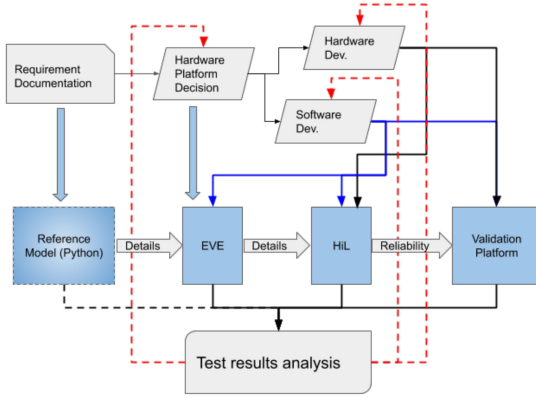 Requirement
Documentation
Hardware
Platform
Decision
Hardware
Dev.
Software
Dev.
Reference
Model (Python)
Details
EVE
Details
HiL
Reliability
Validation
Platform
Test results analysis